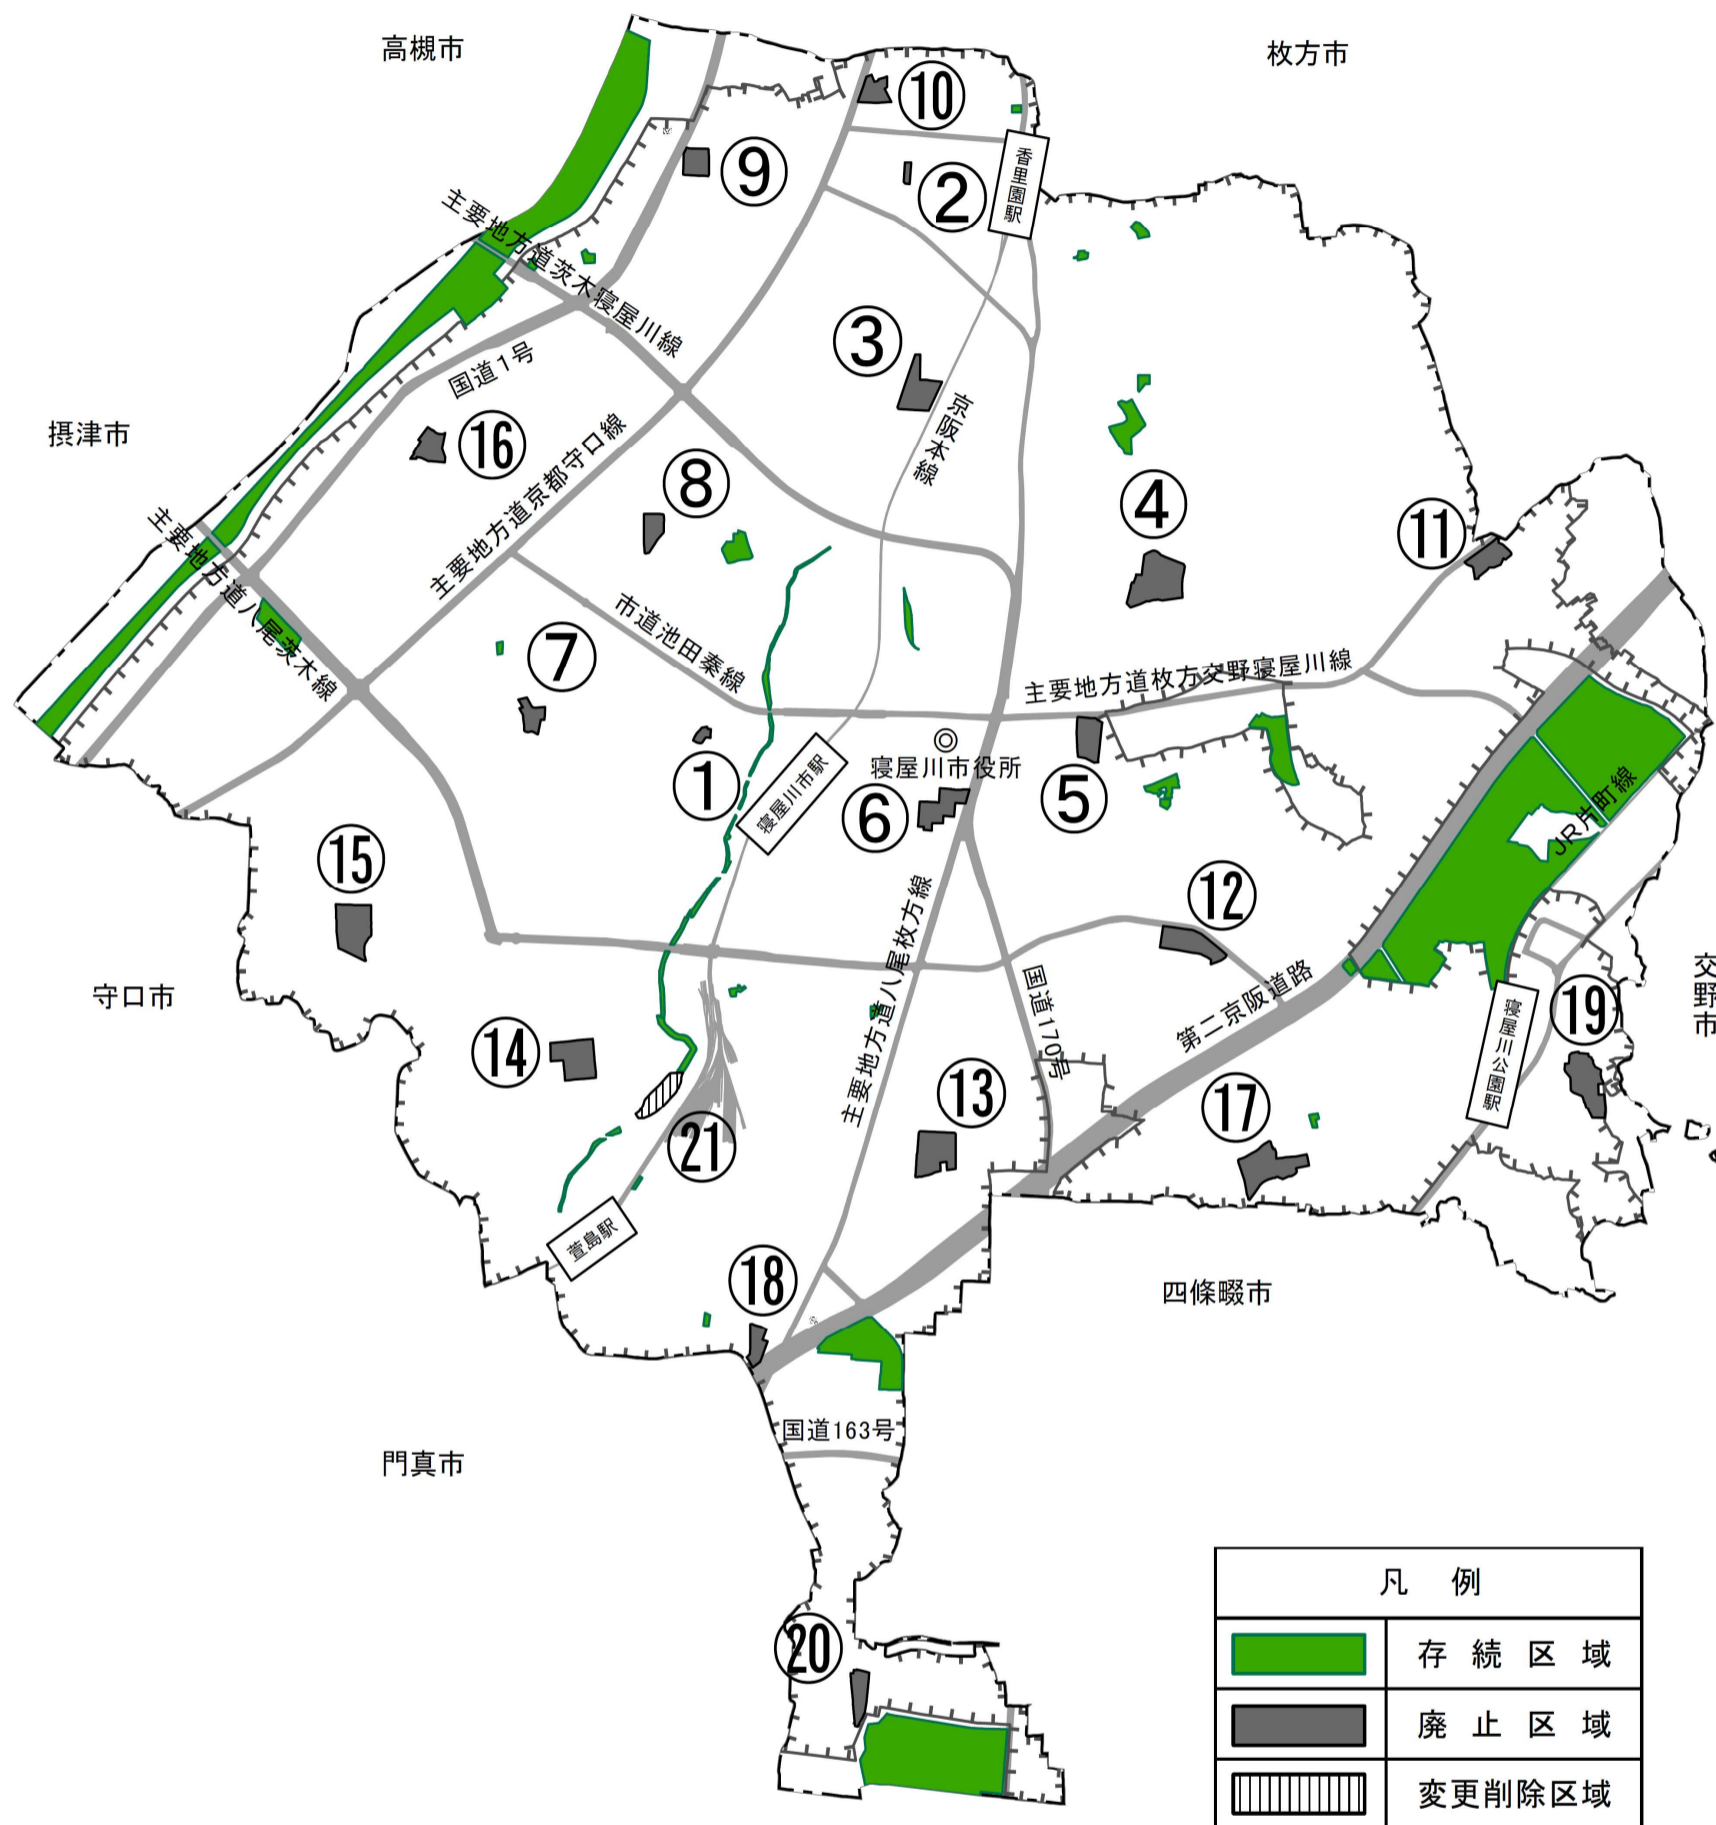 高槻市
枚方市
⑩
香里園駅
⑨
②
主要地方道茨木寝屋川線
③
国道1号
京阪本線
摂津市
⑯
主要地方道京都守口線
⑧
④
⑪
主要地方道八尾茨木線
市道池田秦線
⑦
主要地方道枚方交野寝屋川線
寝屋川市役所
①
寝屋川市駅
⑥
⑤
JR片町線
⑮
⑫
主要地方道八尾枚方線
守口市
国道170号
第二京阪道路
交野市
⑲
寝屋川公園駅
⑭
⑬
⑰
㉑
萱島駅
⑱
四條畷市
国道163号
門真市
⑳
凡例
存続区域
廃止区域
変更削除区域